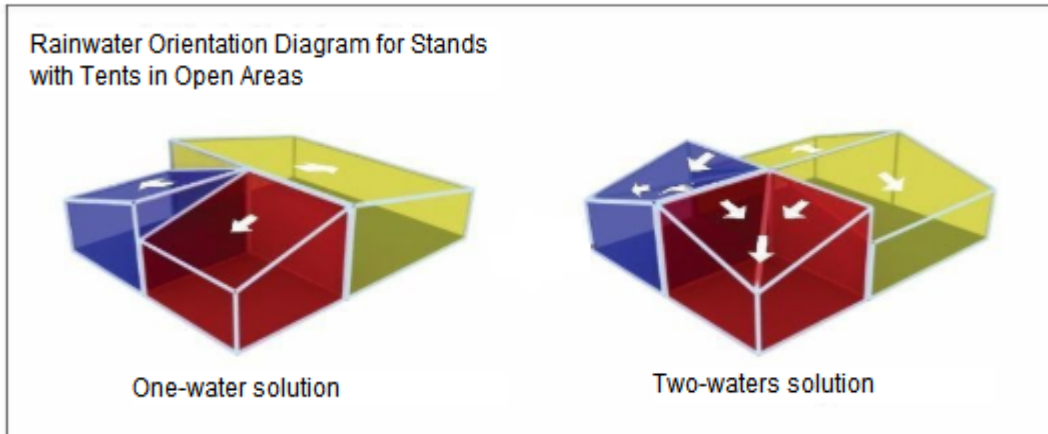 Rainwater Orientation Diagram for Stands
with Tents in Open Areas
One-water solution
Two-waters solution